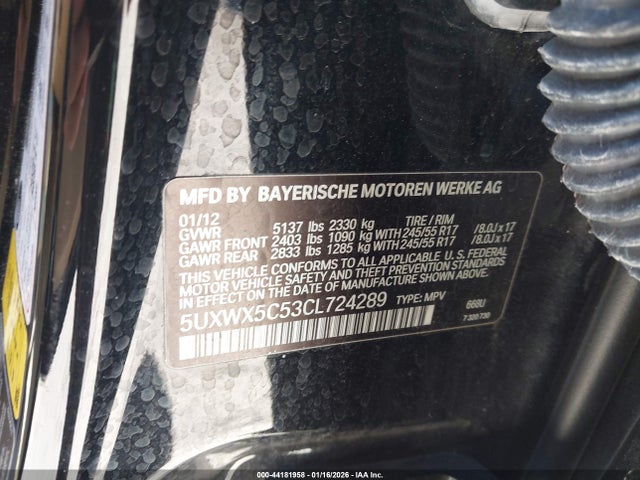 MFD BY BAYERISCHE MOTOREN WERKE AG
01/12 TIRE / RIM
GVWR 5137 lbs 2330 kg
GAWR FRONT 2403 lbs 1090 kg WITH 245/55 R17 /8.0J x 17
GAWR REAR 2833 lbs 1285 kg WITH 245/55 R17 /8.0J x 17
THIS VEHICLE CONFORMS TO ALL APPLICABLE U. S. FEDERAL
MOTOR VEHICLE SAFETY AND THEFT PREVENTION STANDARDS
IN EFFECT ON THE DATE OF MANUFACTURE SHOWN ABOVE.
5UXWX5C53CL724289 TYPE: MPV 668U
7 320 730
000-44181958 - 01/16/2026 - IAA Inc.